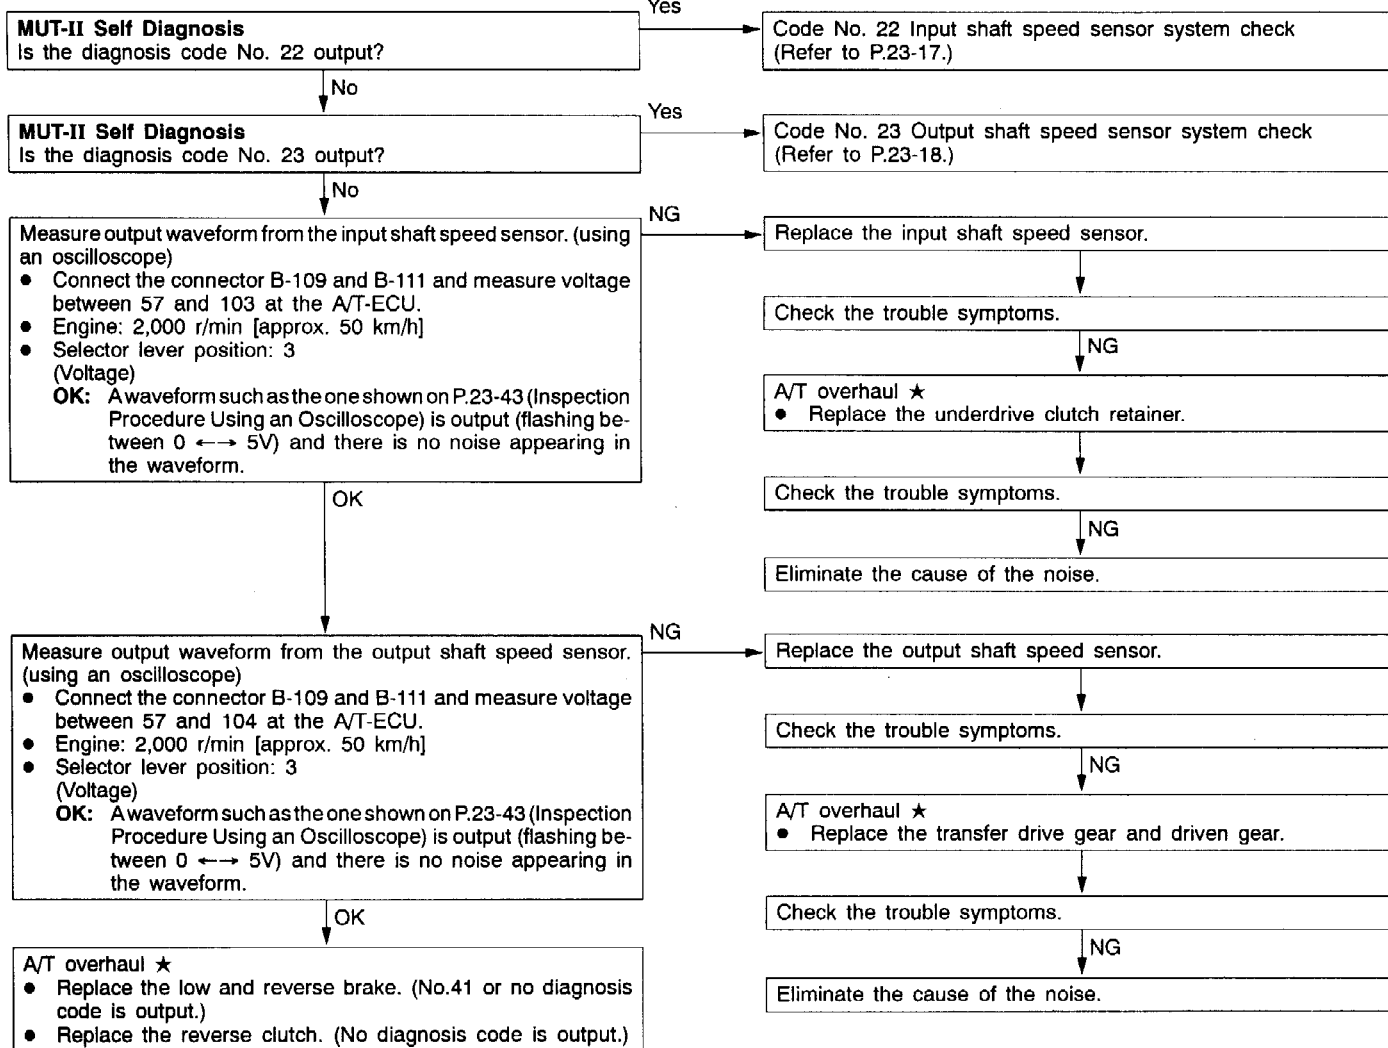 Yes
MUT-II Self Diagnosis
Is the diagnosis code No. 22 output?
Code No. 22 Input shaft speed sensor system check
(Refer to P.23-17.)
No
Yes
MUT-II Self Diagnosis
Is the diagnosis code No. 23 output?
Code No. 23 Output shaft speed sensor system check
(Refer to P.23-18.)
No
NG
Measure output waveform from the input shaft speed sensor. (using
an oscilloscope)
● Connect the connector B-109 and B-111 and measure voltage
between 57 and 103 at the A/T-ECU.
● Engine: 2,000 r/min [approx. 50 km/h]
● Selector lever position: 3
(Voltage)
OK: A waveform such as the one shown on P.23-43 (Inspection
Procedure Using an Oscilloscope) is output (flashing be-
tween 0 ←→ 5V) and there is no noise appearing in
the waveform.
Replace the input shaft speed sensor.
Check the trouble symptoms.
NG
A/T overhaul ★
● Replace the underdrive clutch retainer.
Check the trouble symptoms.
NG
Eliminate the cause of the noise.
OK
NG
Measure output waveform from the output shaft speed sensor.
(using an oscilloscope)
● Connect the connector B-109 and B-111 and measure voltage
between 57 and 104 at the A/T-ECU.
● Engine: 2,000 r/min [approx. 50 km/h]
● Selector lever position: 3
(Voltage)
OK: A waveform such as the one shown on P.23-43 (Inspection
Procedure Using an Oscilloscope) is output (flashing be-
tween 0 ←→ 5V) and there is no noise appearing in
the waveform.
Replace the output shaft speed sensor.
Check the trouble symptoms.
NG
A/T overhaul ★
● Replace the transfer drive gear and driven gear.
Check the trouble symptoms.
NG
Eliminate the cause of the noise.
OK
A/T overhaul ★
● Replace the low and reverse brake. (No.41 or no diagnosis
code is output.)
● Replace the reverse clutch. (No diagnosis code is output.)